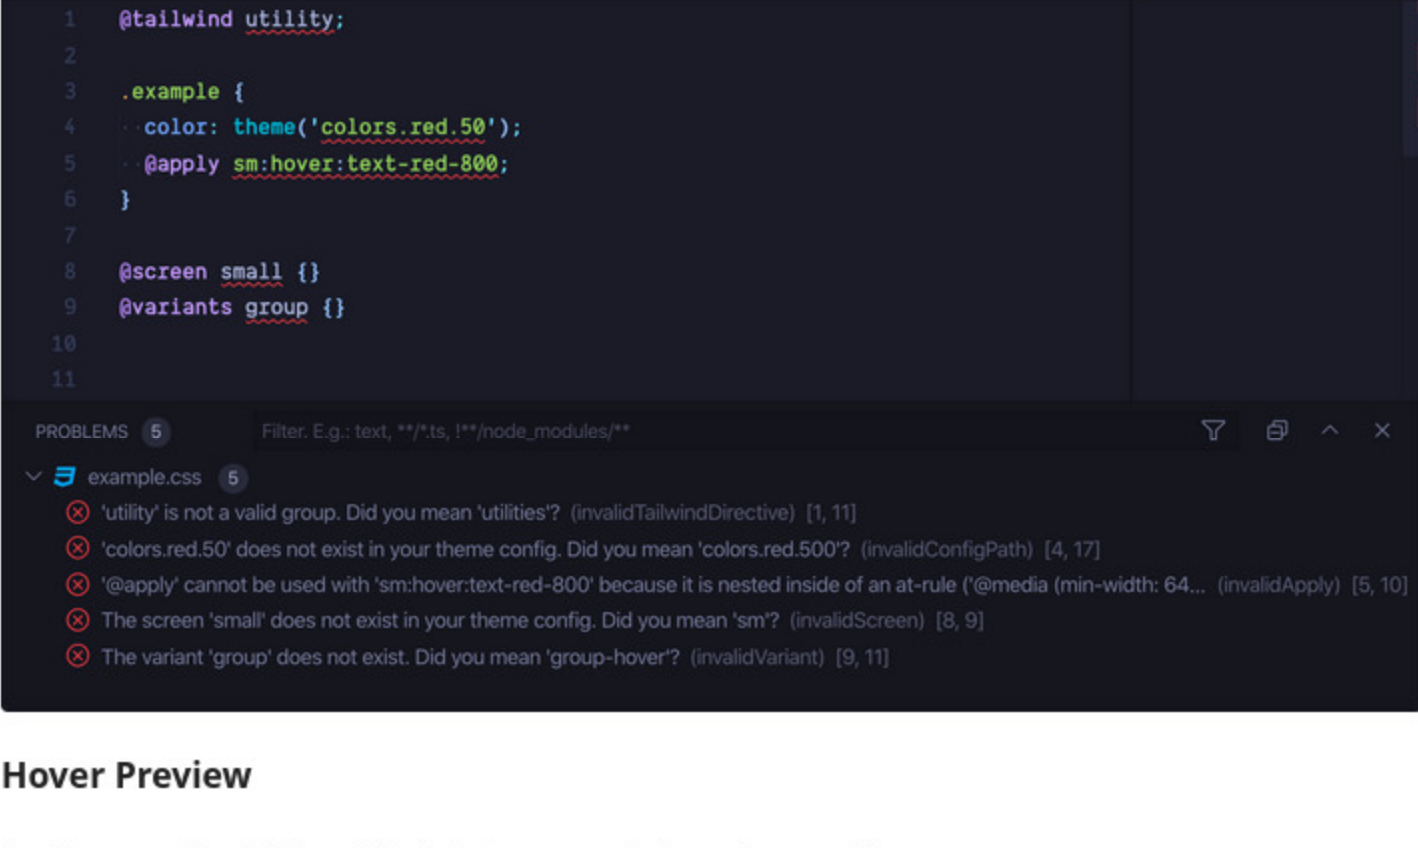 1 @tailwind utility;
2
3 .example {
4 color: theme('colors.red.50');
5 @apply sm:hover:text-red-800;
6 }
7
8 @screen small {}
9 @variants group {}
10
11
PROBLEMS 5 Filter. E.g.: text, **/*.ts, !**/node_modules/**
example.css 5
'utility' is not a valid group. Did you mean 'utilities'? (invalidTailwindDirective) [1, 11]
'colors.red.50' does not exist in your theme config. Did you mean 'colors.red.500'? (invalidConfigPath) [4, 17]
'@apply' cannot be used with 'sm:hover:text-red-800' because it is nested inside of an at-rule ('@media (min-width: 64... (invalidApply) [5, 10]
The screen 'small' does not exist in your theme config. Did you mean 'sm'? (invalidScreen) [8, 9]
The variant 'group' does not exist. Did you mean 'group-hover'? (invalidVariant) [9, 11]
Hover Preview